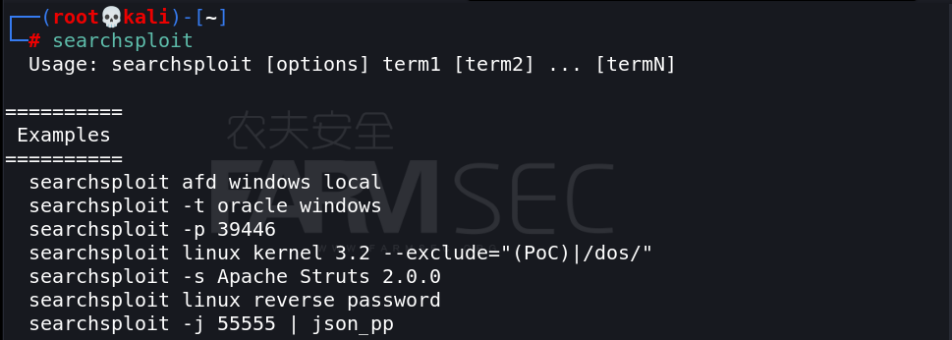 ┌──(root💀kali)-[~]
└─# searchsploit
Usage: searchsploit [options] term1 [term2] ... [termN]
==========
Examples
==========
searchsploit afd windows local
searchsploit -t oracle windows
searchsploit -p 39446
searchsploit linux kernel 3.2 --exclude="(PoC)|/dos/"
searchsploit -s Apache Struts 2.0.0
searchsploit linux reverse password
searchsploit -j 55555 | json_pp
农夫安全
FARMSEC